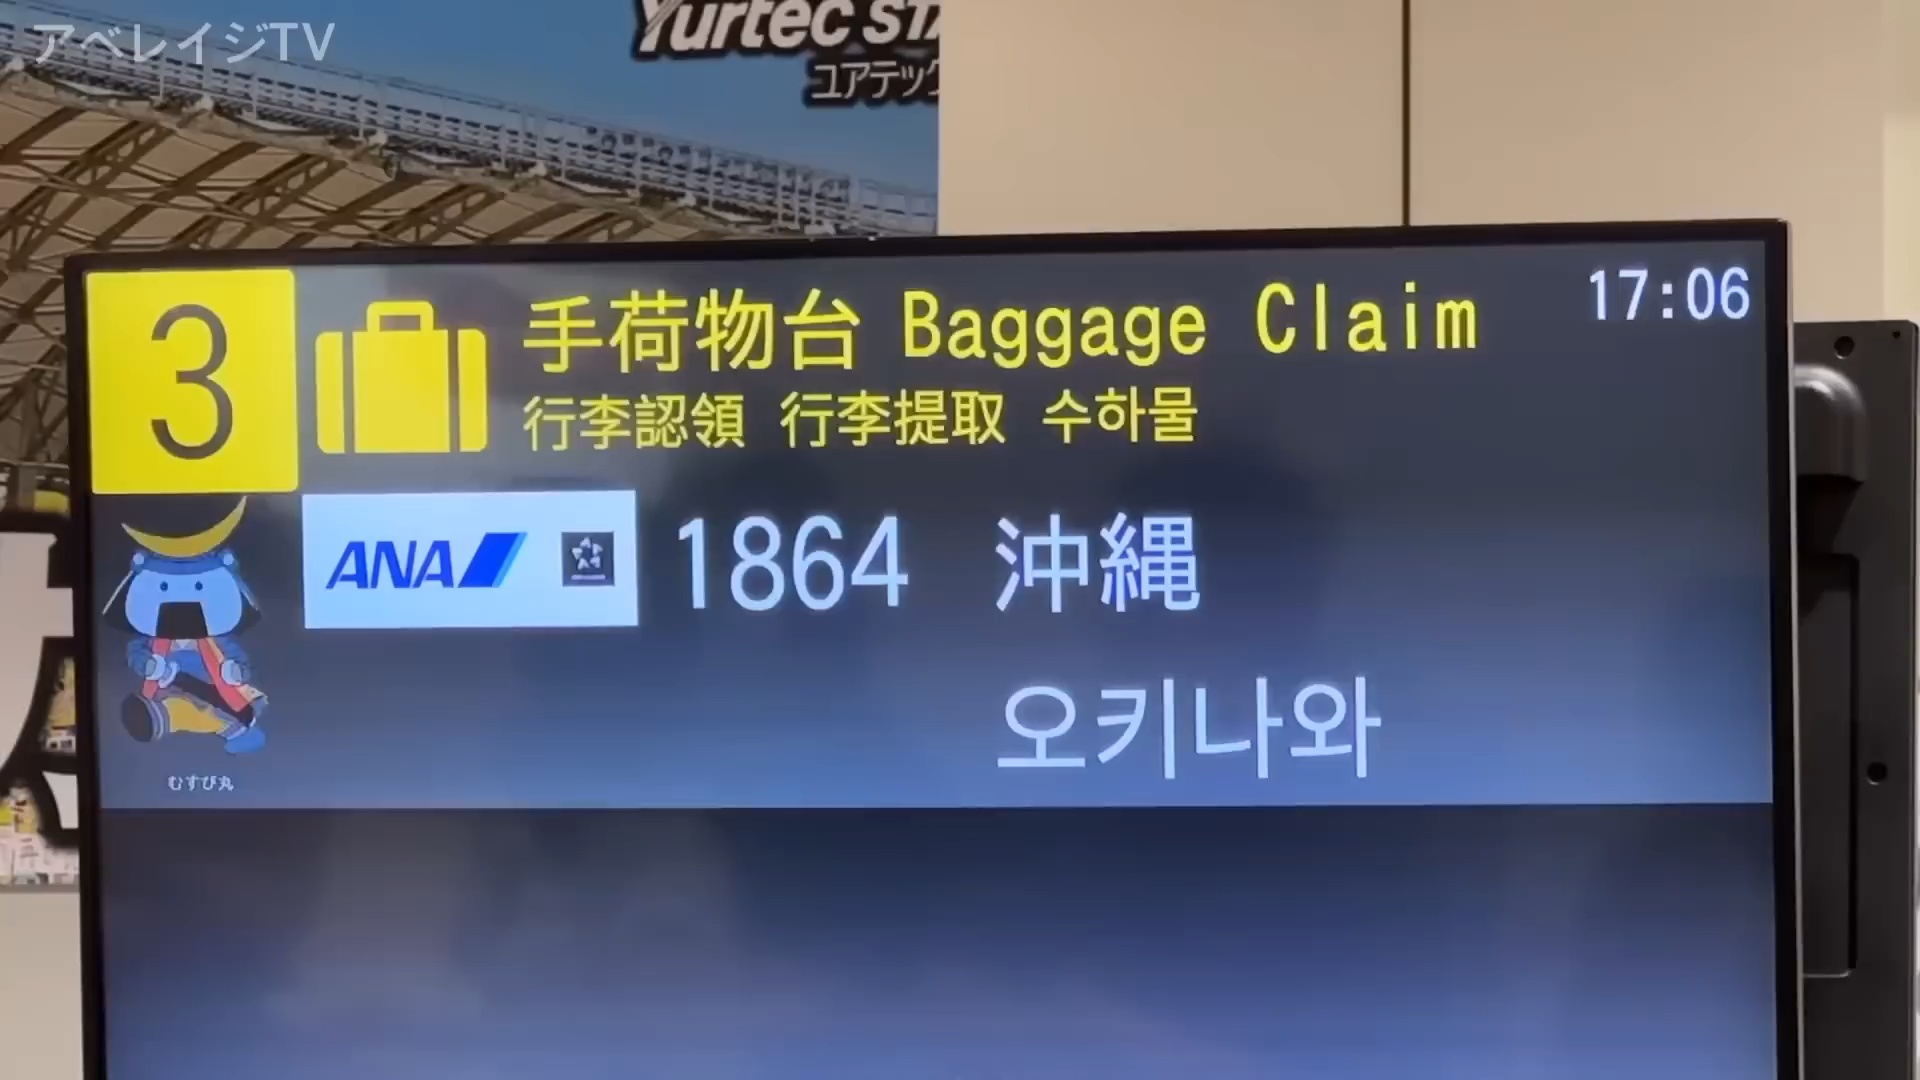 アベレイジTV
Yurtec STA
ユアテック
3
手荷物台 Baggage Claim
17:06
行李認領 行李提取 수하물
ANA 1864 沖縄
오키나와
むすび丸